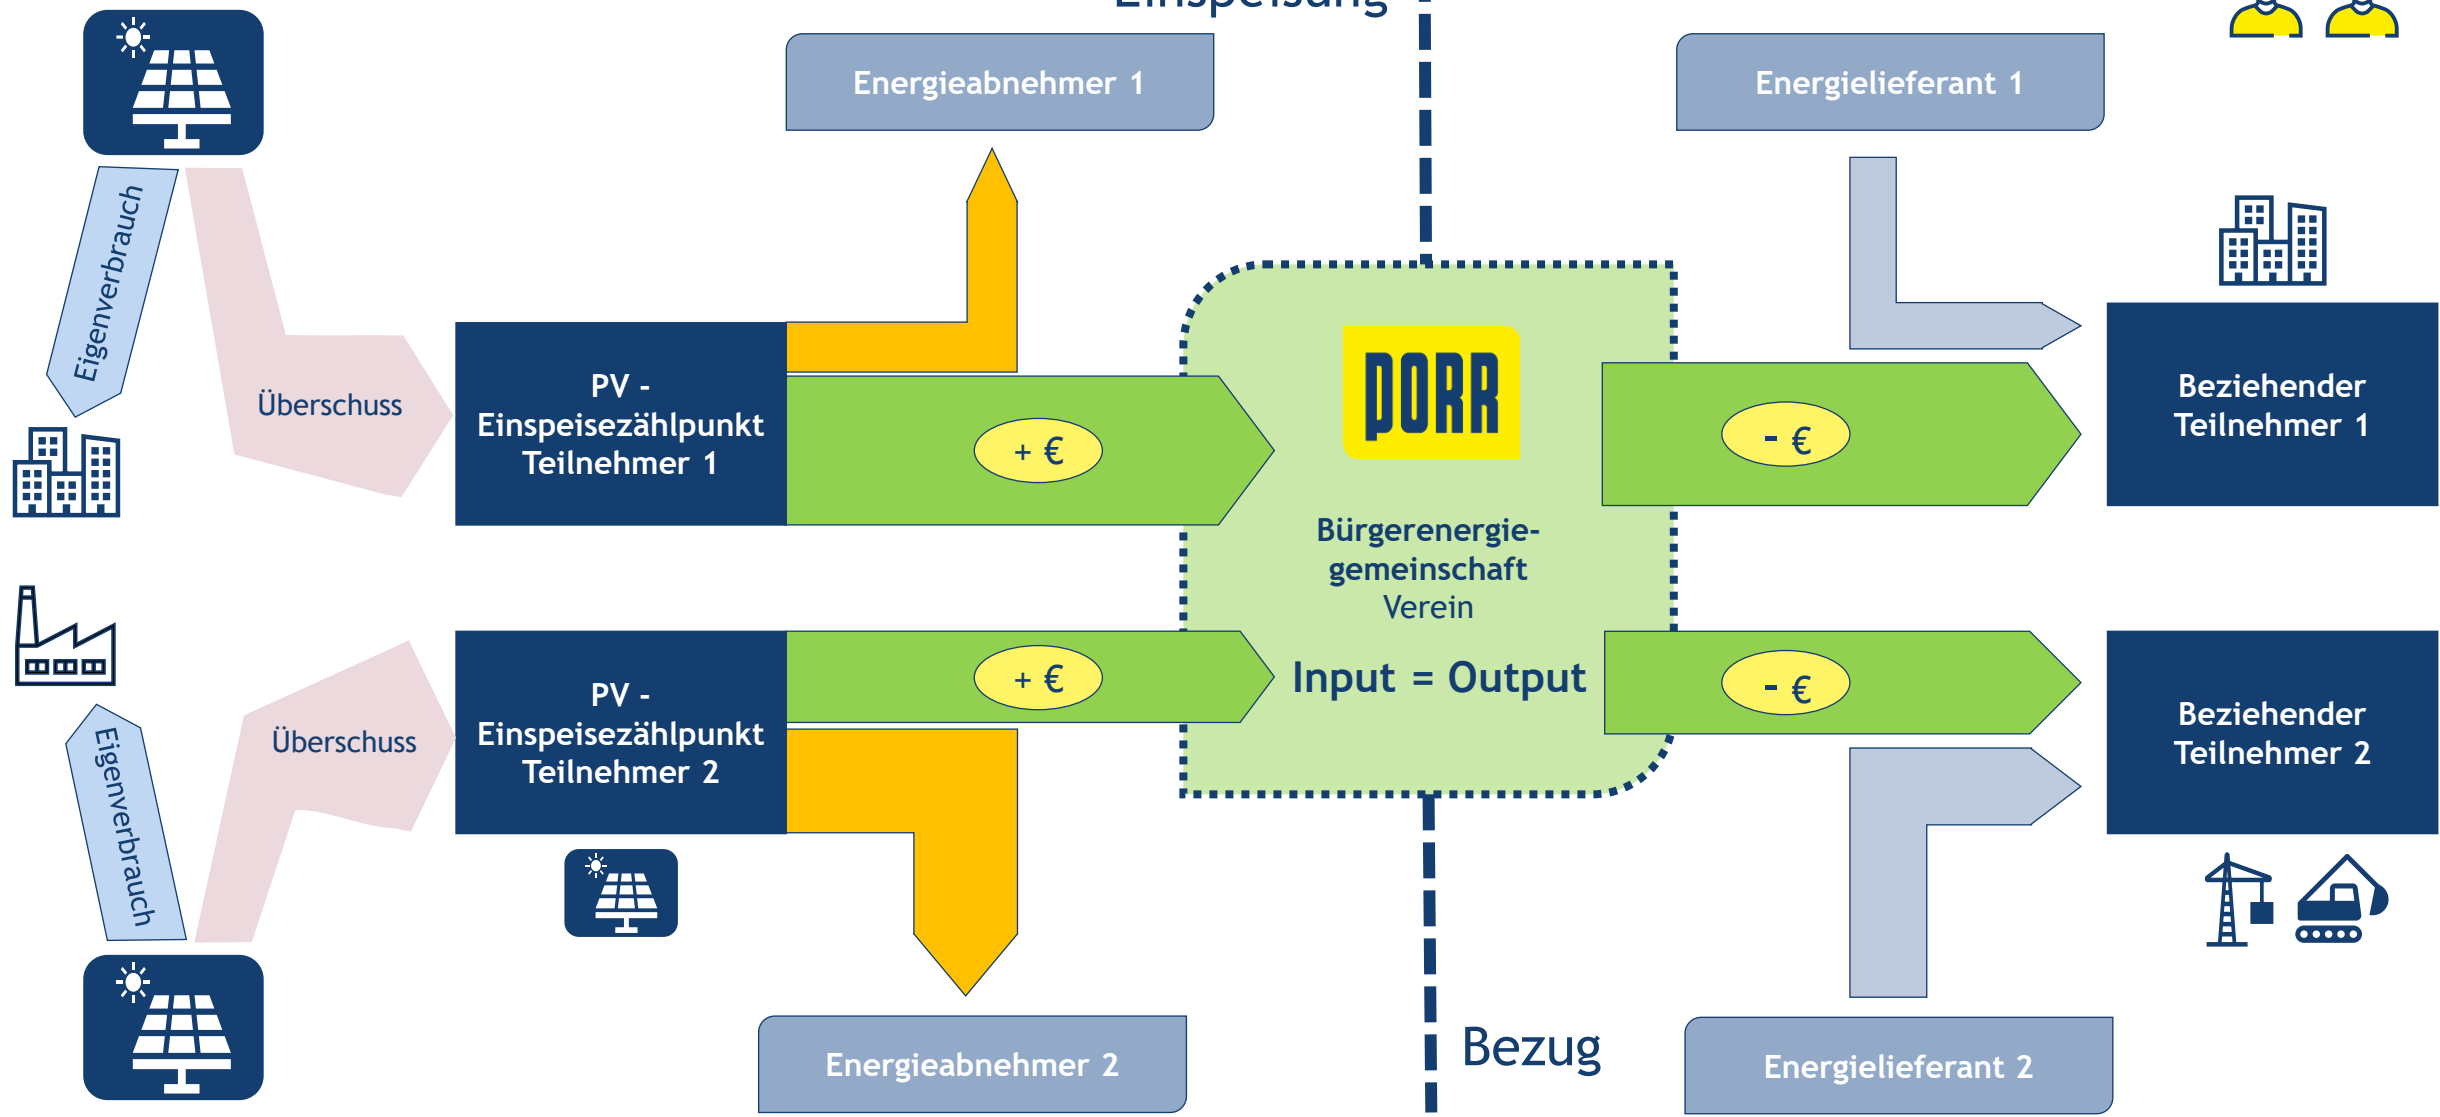 Einspeisung
Energieabnehmer 1
Energielieferant 1
Eigenverbrauch
Überschuss
PV -
Einspeisezählpunkt
Teilnehmer 1
+ €
PORR
- €
Beziehender
Teilnehmer 1
Bürgerenergie-
gemeinschaft
Verein
Input = Output
Eigenverbrauch
Überschuss
PV -
Einspeisezählpunkt
Teilnehmer 2
+ €
- €
Beziehender
Teilnehmer 2
Energieabnehmer 2
Bezug
Energielieferant 2